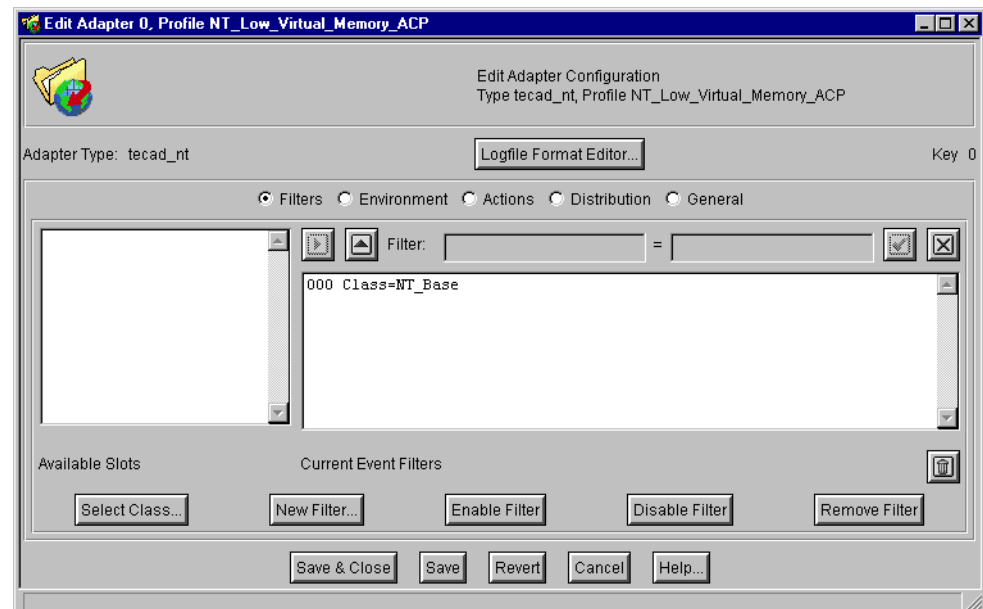 Edit Adapter 0, Profile NT_Low_Virtual_Memory_ACP
Edit Adapter Configuration
Type tecad_nt, Profile NT_Low_Virtual_Memory_ACP
Adapter Type: tecad_nt
Logfile Format Editor...
Key 0
Filters Environment Actions Distribution General
Filter: =
000 Class=NT_Base
Available Slots
Current Event Filters
Select Class... New Filter... Enable Filter Disable Filter Remove Filter
Save & Close Save Revert Cancel Help...